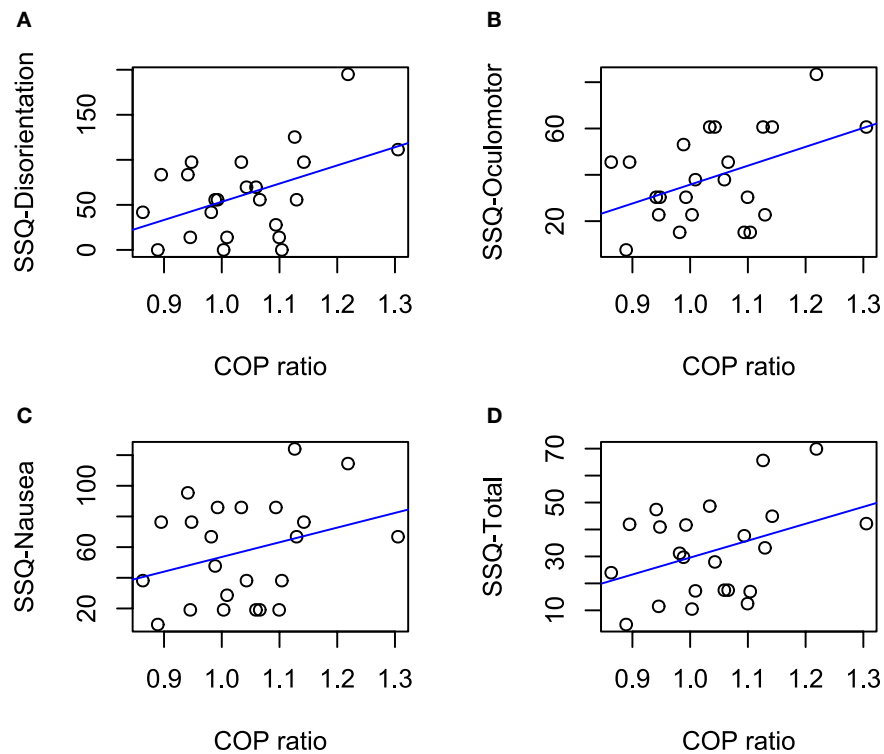 A
SSQ-Disorientation
0 50 150
0.9 1.0 1.1 1.2 1.3
COP ratio
B
SSQ-Oculomotor
20 60
0.9 1.0 1.1 1.2 1.3
COP ratio
C
SSQ-Nausea
20 60 100
0.9 1.0 1.1 1.2 1.3
COP ratio
D
SSQ-Total
10 30 50 70
0.9 1.0 1.1 1.2 1.3
COP ratio